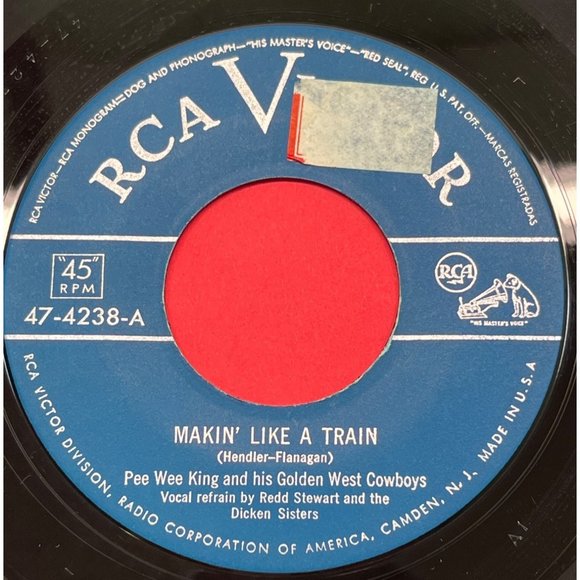 RCA VICTOR—RCA MONOGRAM—DOG AND PHONOGRAPH—"HIS MASTER'S VOICE"—"RED SEAL", REG. U.S. PAT. OFF.—MARCAS REGISTRADAS
RCA V OR
"45"
RPM
RCA
47-4238-A
"HIS MASTER'S VOICE"
MAKIN' LIKE A TRAIN
(Hendler-Flanagan)
Pee Wee King and his Golden West Cowboys
Vocal refrain by Redd Stewart and the
Dicken Sisters
RCA VICTOR DIVISION, RADIO CORPORATION OF AMERICA, CAMDEN, N. J. MADE IN U.S.A
A1